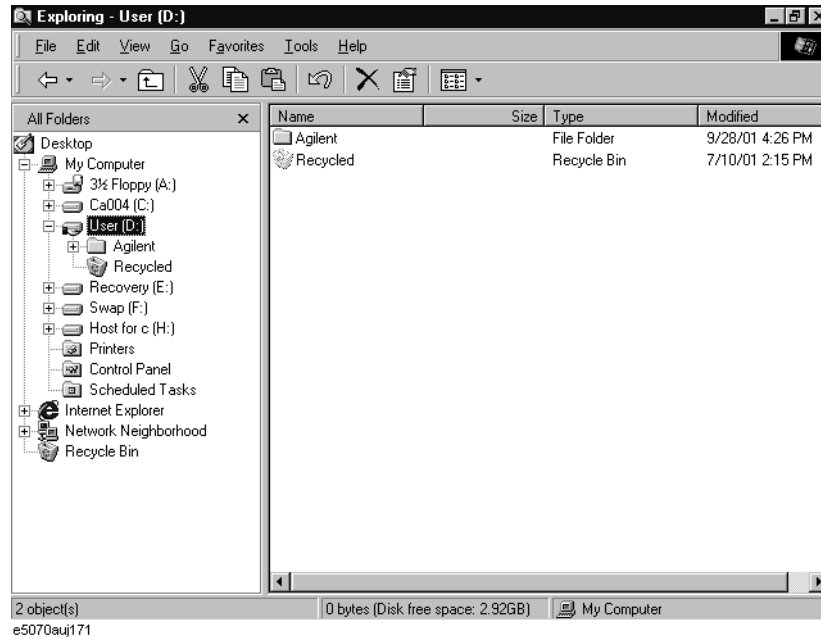 Exploring - User (D:)
File Edit View Go Favorites Tools Help
All Folders
Desktop
My Computer
3½ Floppy (A:)
Ca004 (C:)
User (D:)
Agilent
Recycled
Recovery (E:)
Swap (F:)
Host for c (H:)
Printers
Control Panel
Scheduled Tasks
Internet Explorer
Network Neighborhood
Recycle Bin
Name Size Type Modified
Agilent File Folder 9/28/01 4:26 PM
Recycled Recycle Bin 7/10/01 2:15 PM
2 object(s) 0 bytes (Disk free space: 2.92GB) My Computer
e5070auj171